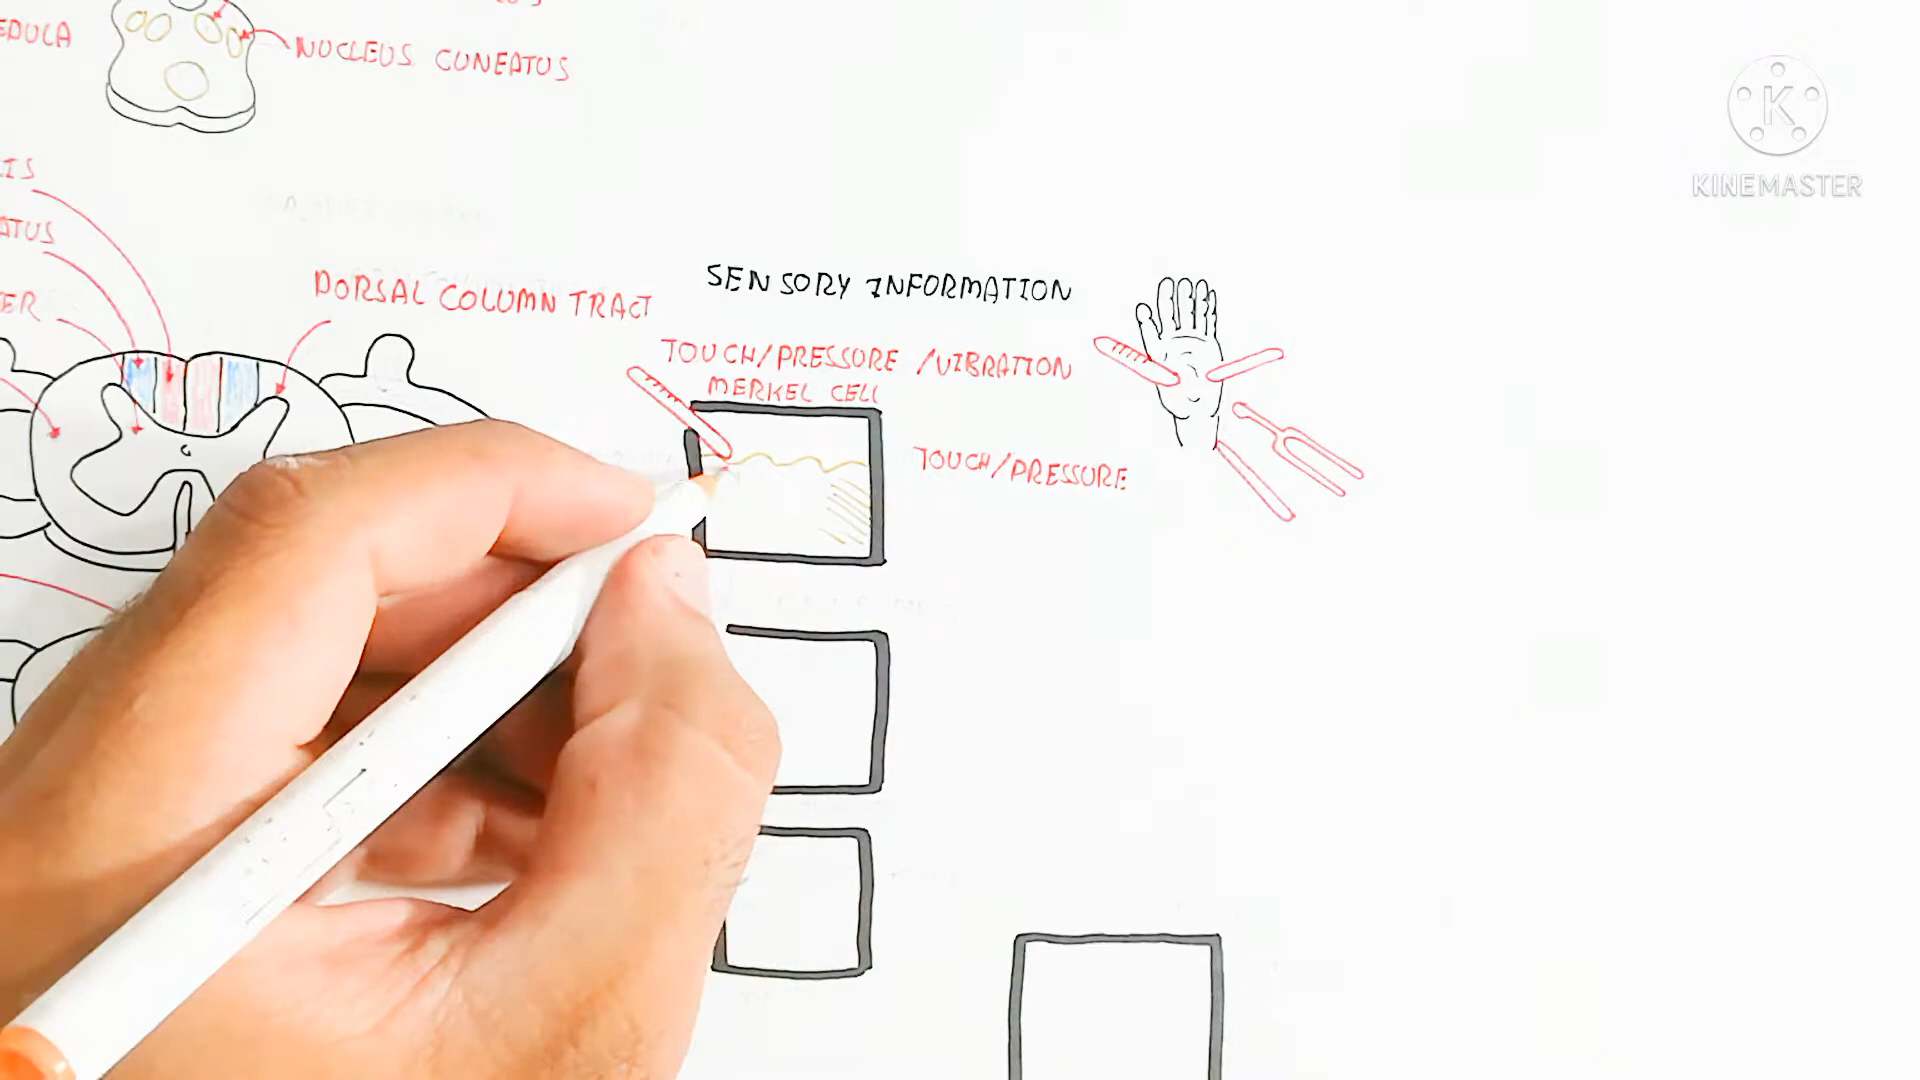 NUCLEUS CUNEATUS
DORSAL COLUMN TRACT
SENSORY INFORMATION
TOUCH/PRESSURE/VIBRATION
MERKEL CELL
TOUCH/PRESSURE
KINEMASTER